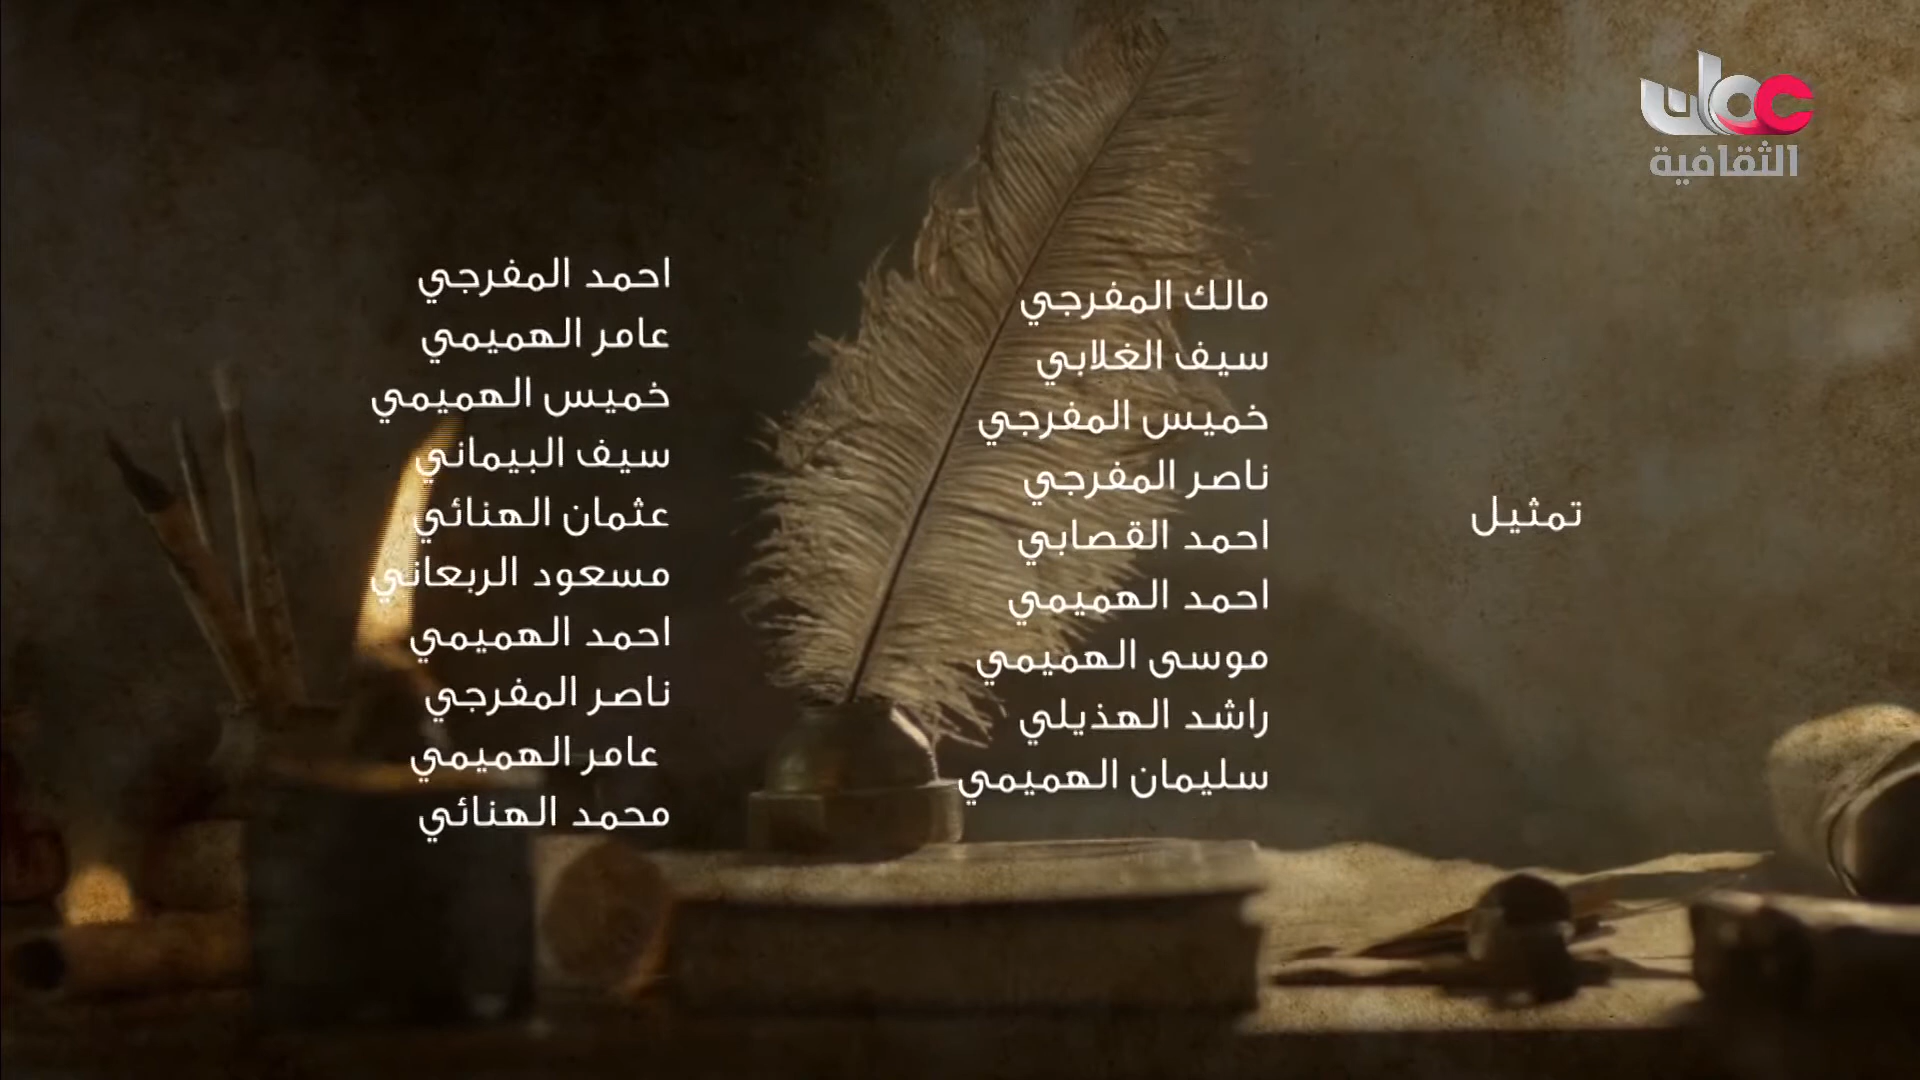 عمان
الثقافية
تمثيل
مالك المفرجي
سيف الغلابي
خميس المفرجي
ناصر المفرجي
احمد القصابي
احمد الهميمي
موسى الهميمي
راشد الهذيلي
سليمان الهميمي
احمد المفرجي
عامر الهميمي
خميس الهميمي
سيف البيماني
عثمان الهنائي
مسعود الربعاني
احمد الهميمي
ناصر المفرجي
عامر الهميمي
محمد الهنائي